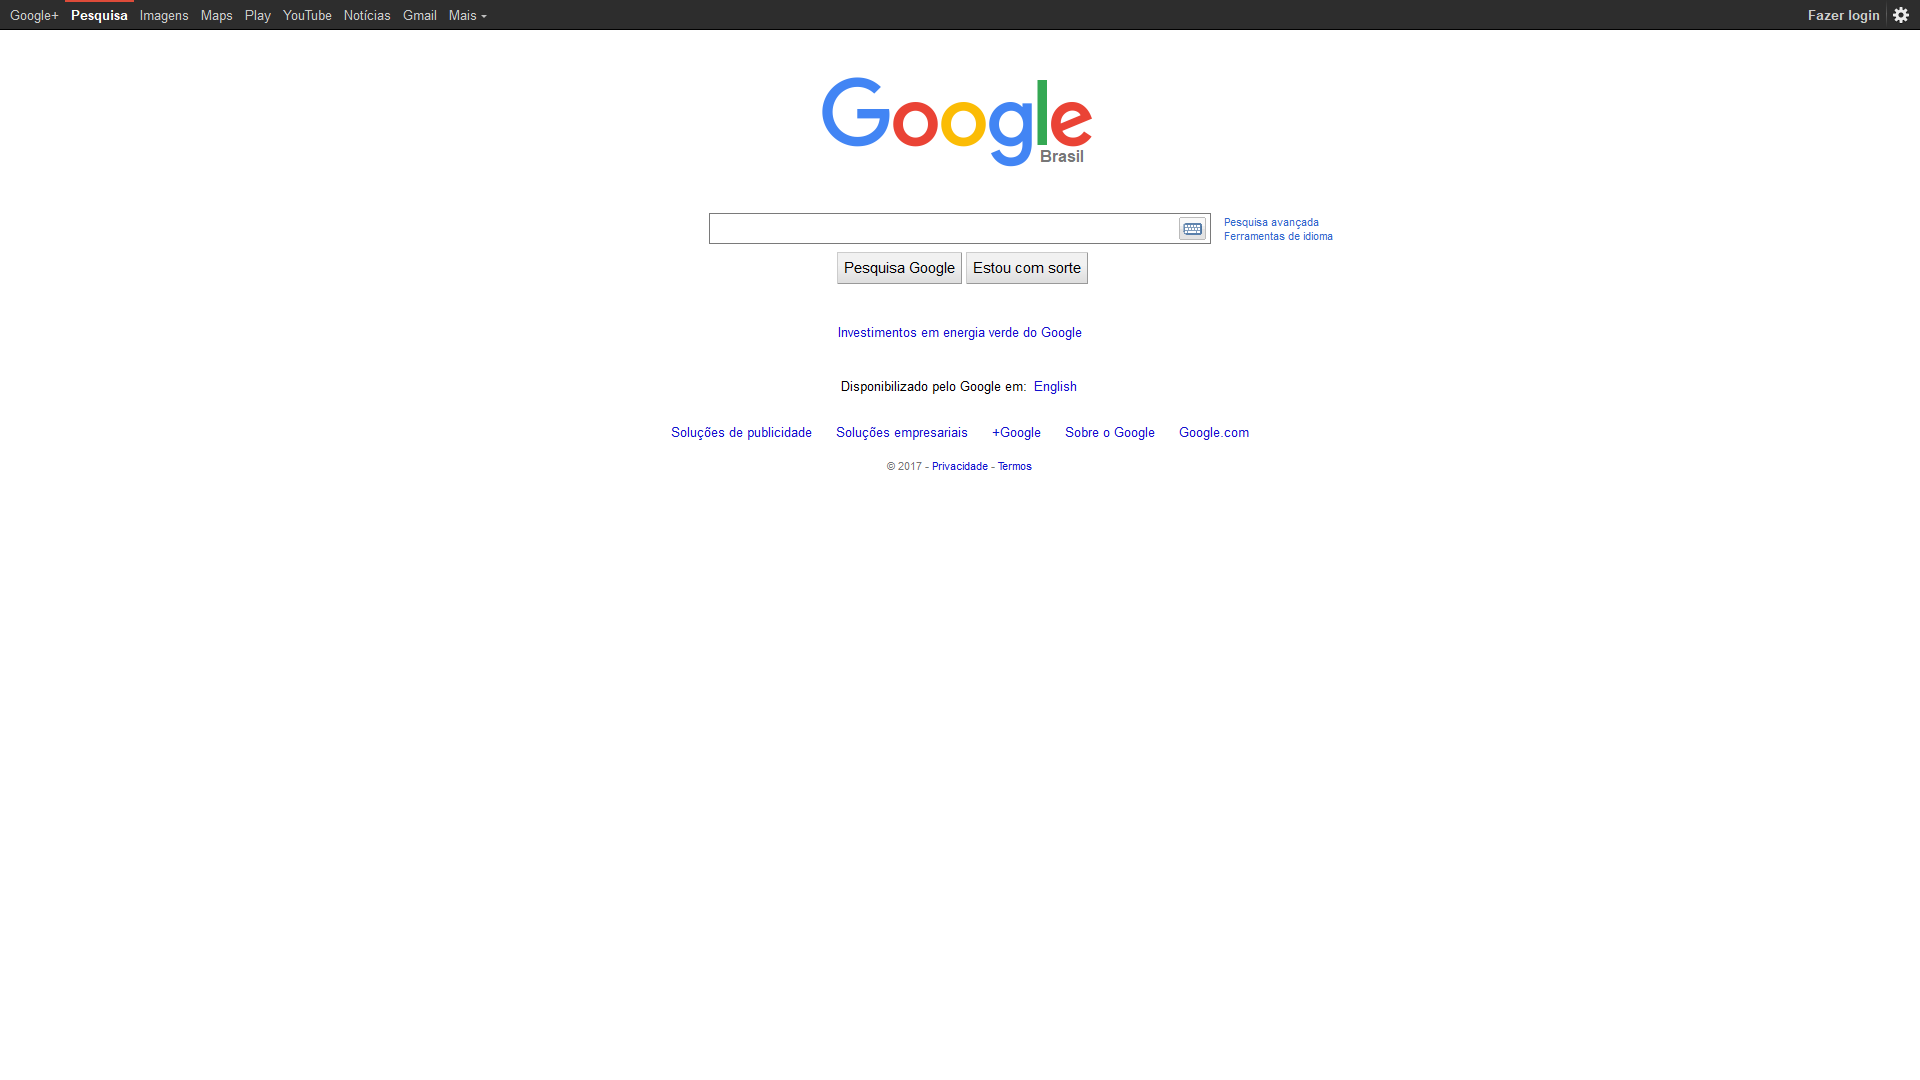 Google+ Pesquisa Imagens Maps Play YouTube Notícias Gmail Mais Fazer login
Google
Brasil
Pesquisa avançada
Ferramentas de idioma
Pesquisa Google Estou com sorte
Investimentos em energia verde do Google
Disponibilizado pelo Google em: English
Soluções de publicidade Soluções empresariais +Google Sobre o Google Google.com
© 2017 - Privacidade - Termos